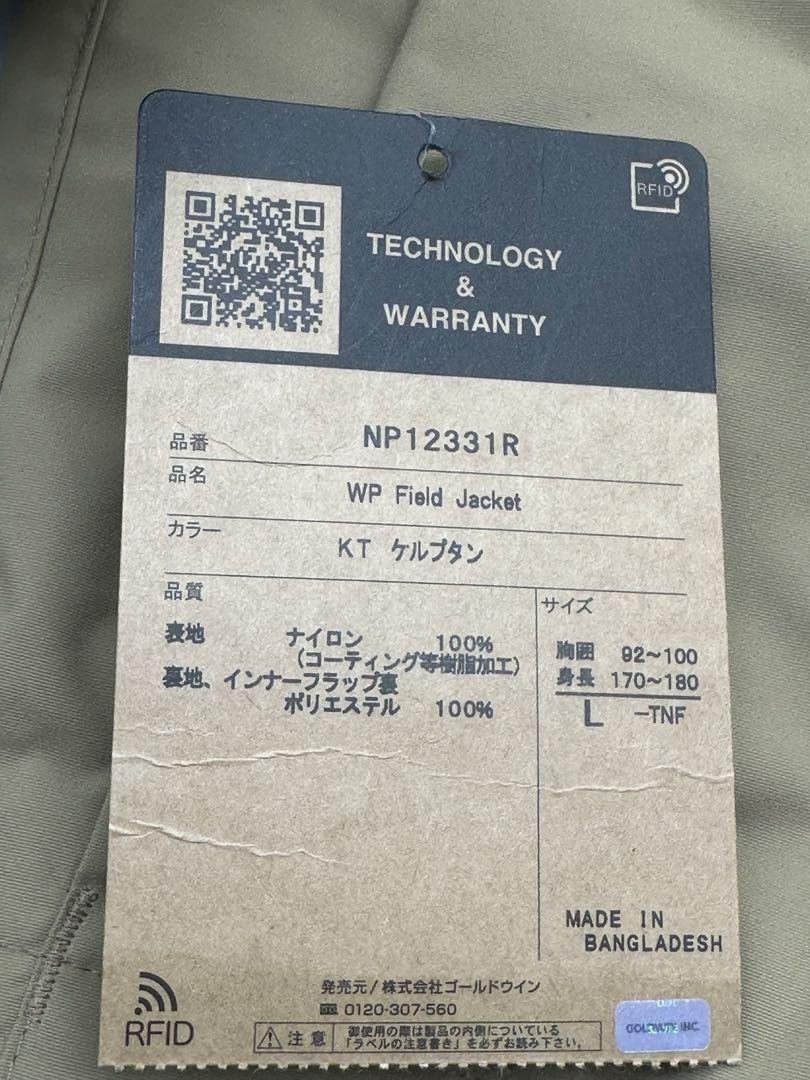 RFID
TECHNOLOGY
&
WARRANTY
品番 NP12331R
品名 WP Field Jacket
カラー KT ケルプタン
品質
表地 ナイロン 100%
(コーティング等樹脂加工)
裏地、インナーフラップ裏
ポリエステル 100%
サイズ
胸囲 92~100
身長 170~180
L -TNF
MADE IN
BANGLADESH
RFID
発売元/株式会社ゴールドウイン
0120-307-560
注意 御使用の際は製品の内側についている
「ラベルの注意書き」を必ずお読み下さい。
GOLDWIN INC.